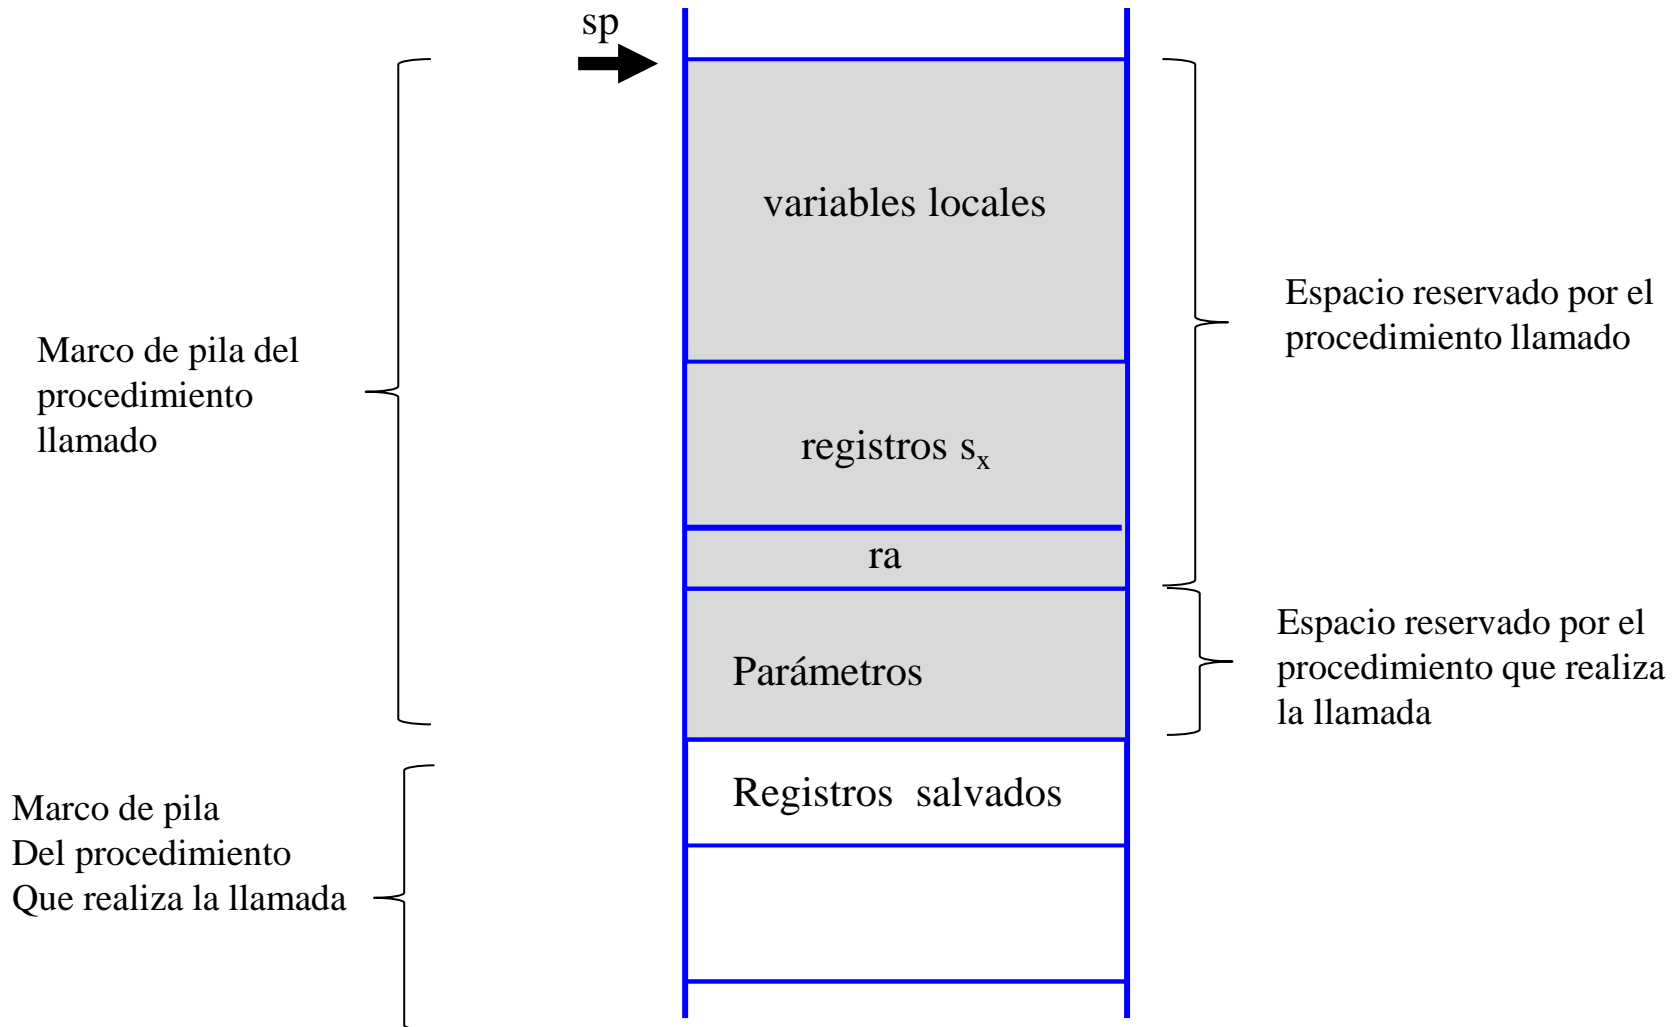 sp
variables locales
Espacio reservado por el
procedimiento llamado
Marco de pila del
procedimiento
llamado
registros sx
ra
Espacio reservado por el
procedimiento que realiza
la llamada
Parámetros
Registros salvados
Marco de pila
Del procedimiento
Que realiza la llamada